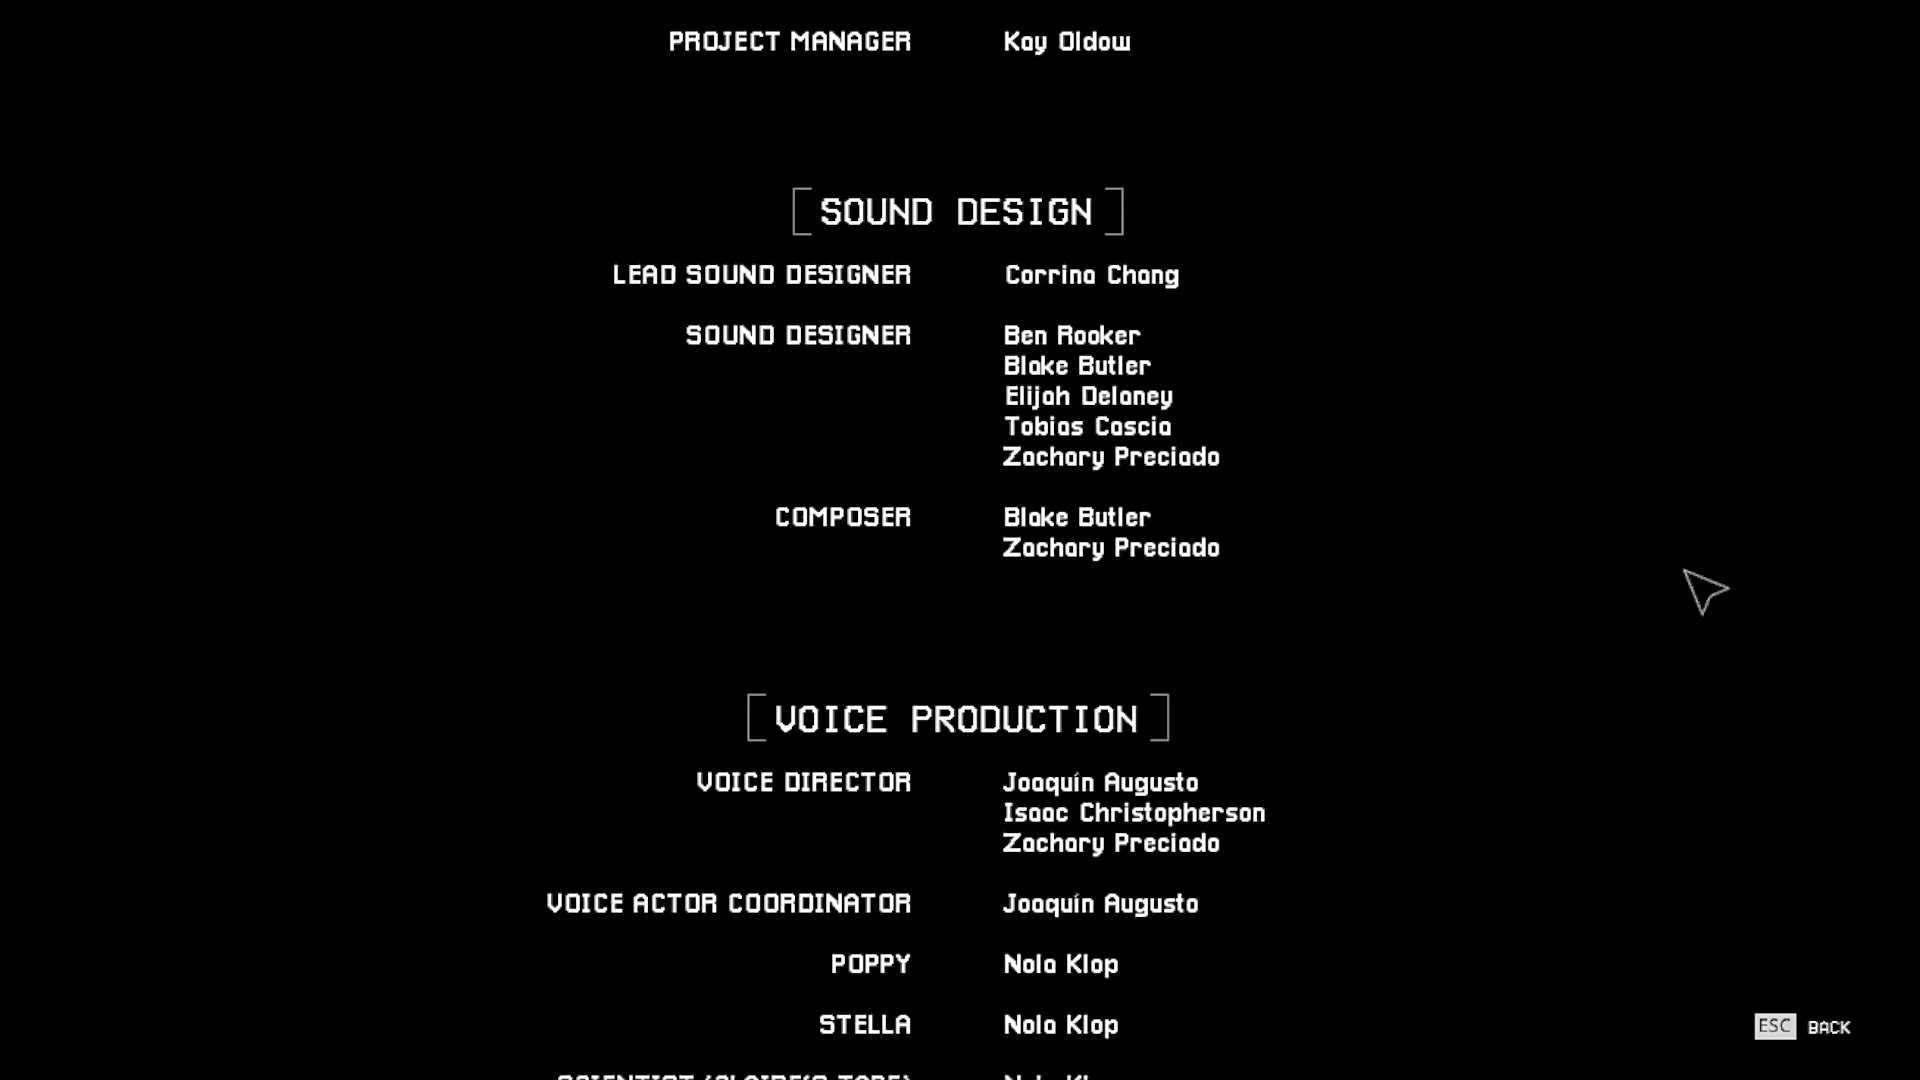 PROJECT MANAGER Kay Oldow
SOUND DESIGN
LEAD SOUND DESIGNER Corrina Chang
SOUND DESIGNER Ben Rooker
Blake Butler
Elijah Delaney
Tobias Cascia
Zachary Preciado
COMPOSER Blake Butler
Zachary Preciado
VOICE PRODUCTION
VOICE DIRECTOR Joaquín Augusto
Isaac Christopherson
Zachary Preciado
VOICE ACTOR COORDINATOR Joaquín Augusto
POPPY Nola Klop
STELLA Nola Klop
ESC BACK